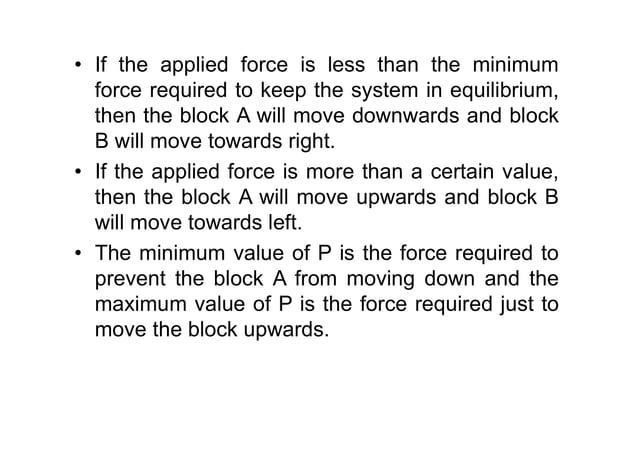 • If the applied force is less than the minimum
force required to keep the system in equilibrium,
then the block A will move downwards and block
B will move towards right.
• If the applied force is more than a certain value,
then the block A will move upwards and block B
will move towards left.
• The minimum value of P is the force required to
prevent the block A from moving down and the
maximum value of P is the force required just to
move the block upwards.